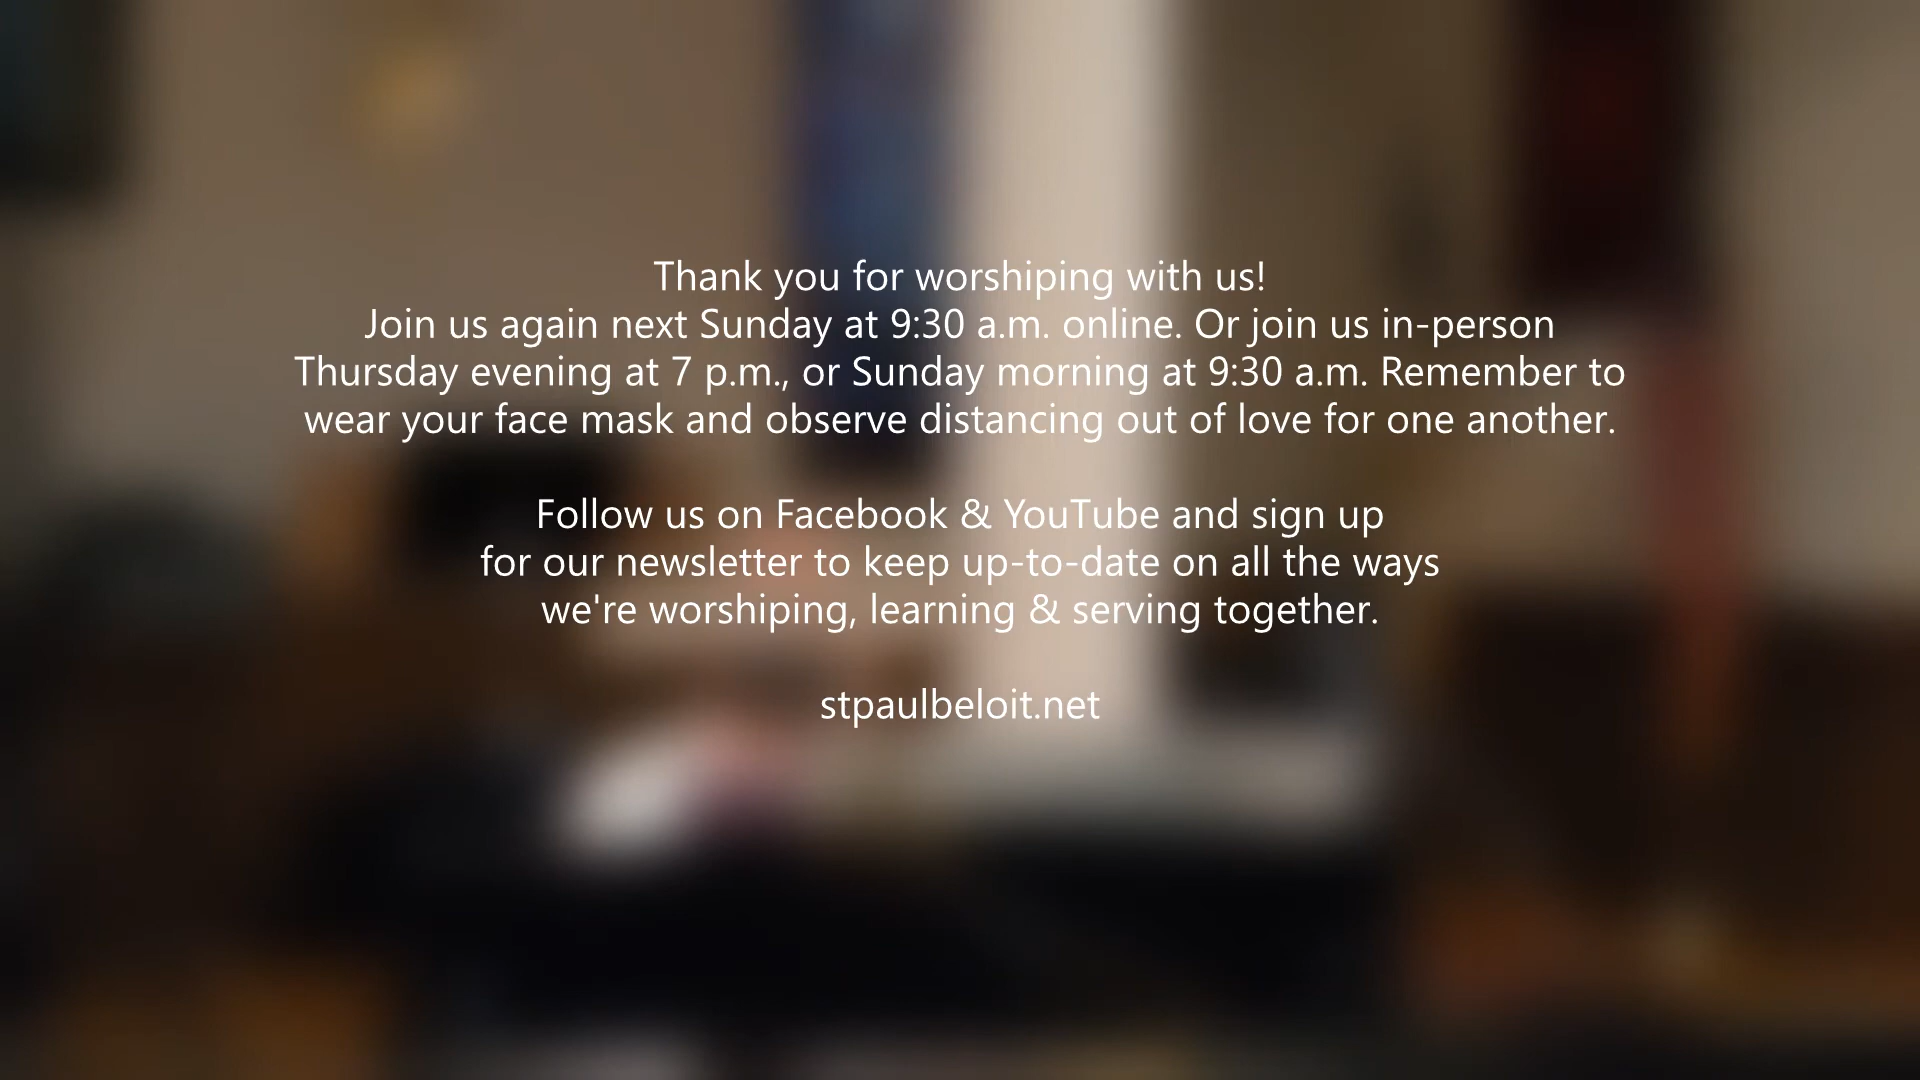 Thank you for worshiping with us!
Join us again next Sunday at 9:30 a.m. online. Or join us in-person
Thursday evening at 7 p.m., or Sunday morning at 9:30 a.m. Remember to
wear your face mask and observe distancing out of love for one another.
Follow us on Facebook & YouTube and sign up
for our newsletter to keep up-to-date on all the ways
we're worshiping, learning & serving together.
stpaulbeloit.net